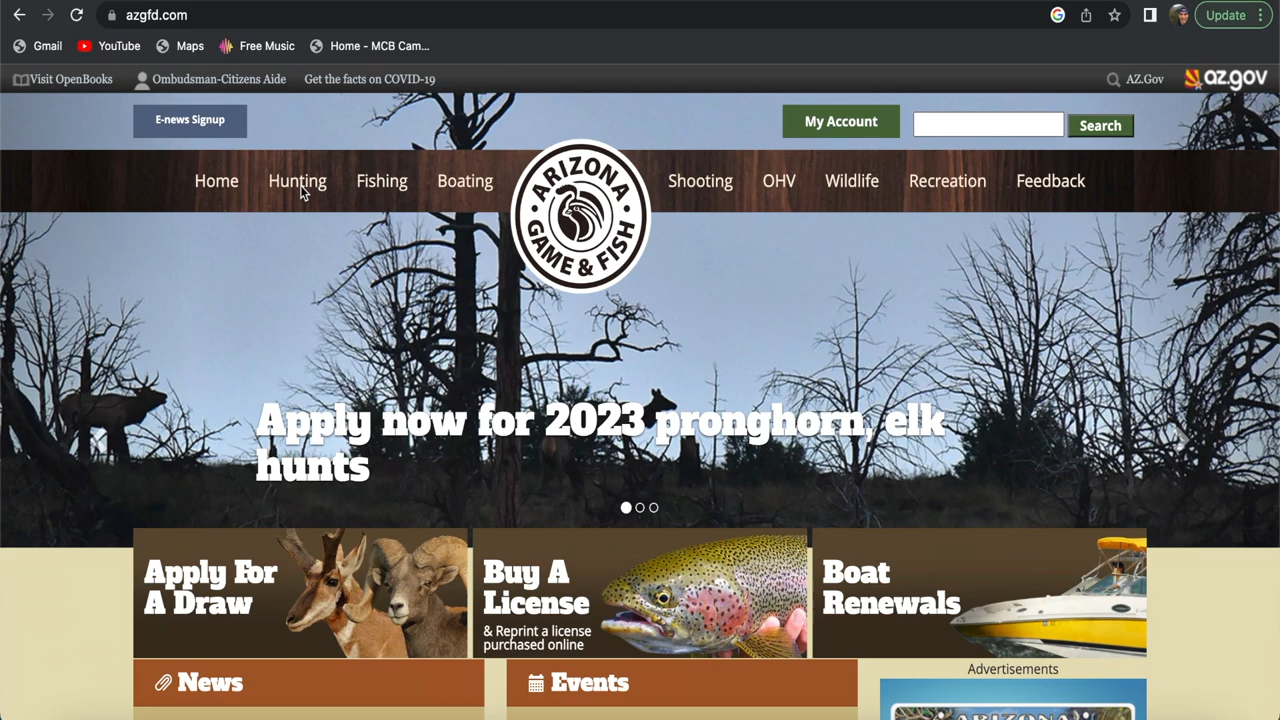 azgfd.com
Update
Gmail
YouTube
Maps
Free Music
Home - MCB Cam...
Visit OpenBooks
Ombudsman-Citizens Aide
Get the facts on COVID-19
AZ.Gov
az.gov
E-news Signup
My Account
Search
Home
Hunting
Fishing
Boating
ARIZONA
GAME & FISH
Shooting
OHV
Wildlife
Recreation
Feedback
Apply now for 2023 pronghorn, elk
hunts
Apply For
A Draw
Buy A
License
& Reprint a license
purchased online
Boat
Renewals
News
Events
Advertisements
ARIZONA